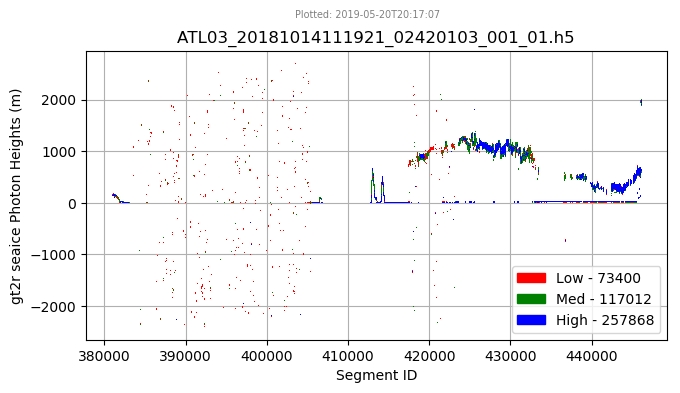 Plotted: 2019-05-20T20:17:07
ATL03_20181014111921_02420103_001_01.h5
gt2r seaice Photon Heights (m)
2000
1000
0
−1000
−2000
Low - 73400
Med - 117012
High - 257868
380000 390000 400000 410000 420000 430000 440000
Segment ID